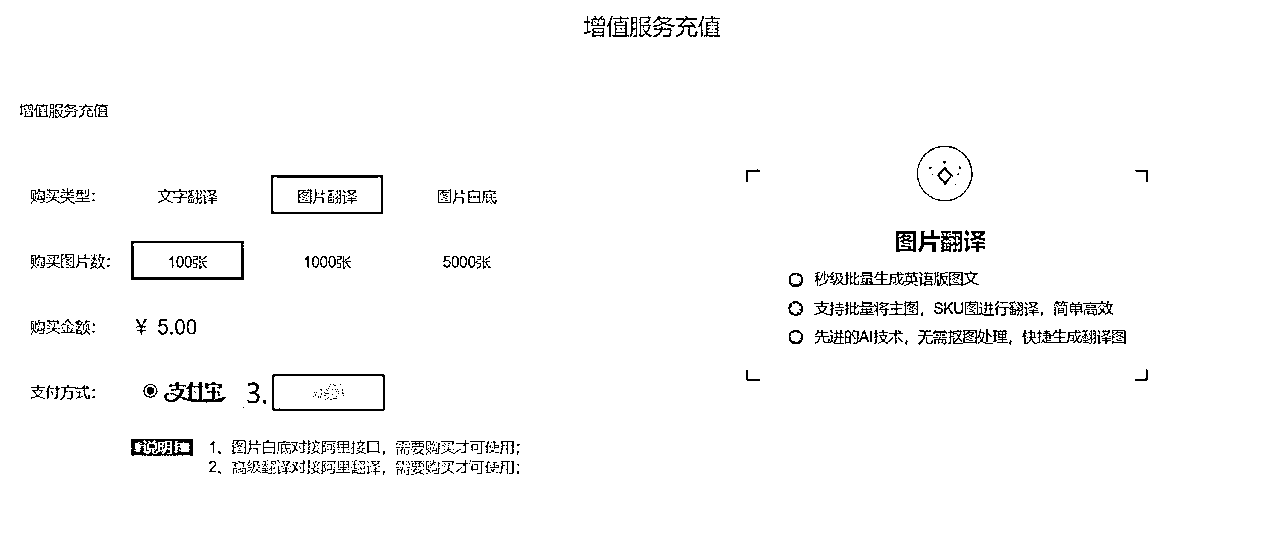 增值服务充值
增值服务充值
购买类型： 文字翻译 图片翻译 图片白底
购买图片数： 100张 1000张 5000张
购买金额： ￥ 5.00
支付方式： 支付宝 3.
说明 1、图片白底对接阿里接口，需要购买才可使用；
2、高级翻译对接阿里翻译，需要购买才可使用；
图片翻译
秒级批量生成英语版图文
支持批量将主图，SKU图进行翻译，简单高效
先进的AI技术，无需抠图处理，快捷生成翻译图